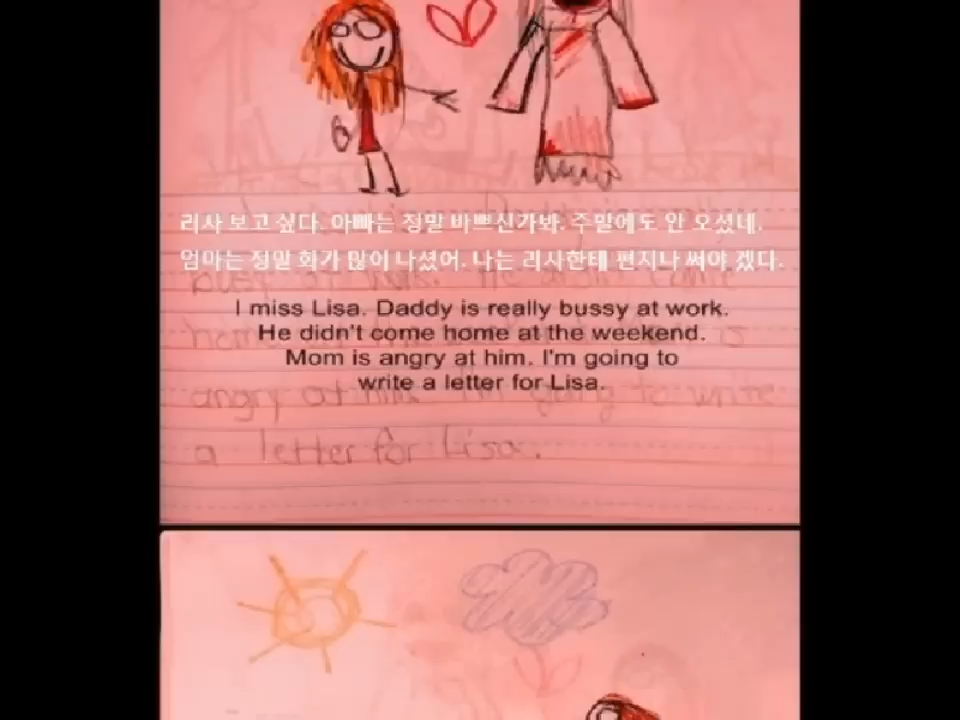 리사 보고 싶다. 아빠는 정말 바쁘신가봐. 주말에도 안 오셨네.
엄마는 정말 화가 많이 나셨어. 나는 리사한테 편지나 써야 겠다.
I miss Lisa. Daddy is really bussy at work.
He didn't come home at the weekend.
Mom is angry at him. I'm going to
write a letter for Lisa.
angry at him. I'm going to write
a letter for Lisa.